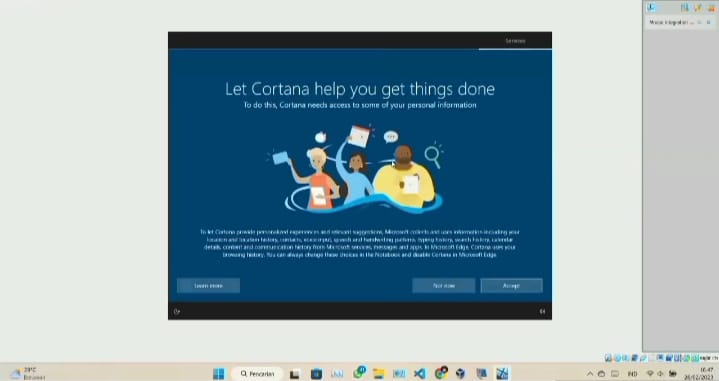 Mouse integration ...
Services
Let Cortana help you get things done
To do this, Cortana needs access to some of your personal information
To let Cortana provide personalized experiences and relevant suggestions, Microsoft collects and uses information including your
location and location history, contacts, voice input, speech and handwriting patterns, typing history, search history, calendar
details, content and communication history from Microsoft services, messages and apps. In Microsoft Edge, Cortana uses your
browsing history. You can always change these choices in the Notebook and disable Cortana in Microsoft Edge.
Learn more
Not now
Accept
Right Ctrl
29°C
Berawan
Pencarian
IND
16.47
26/02/2023